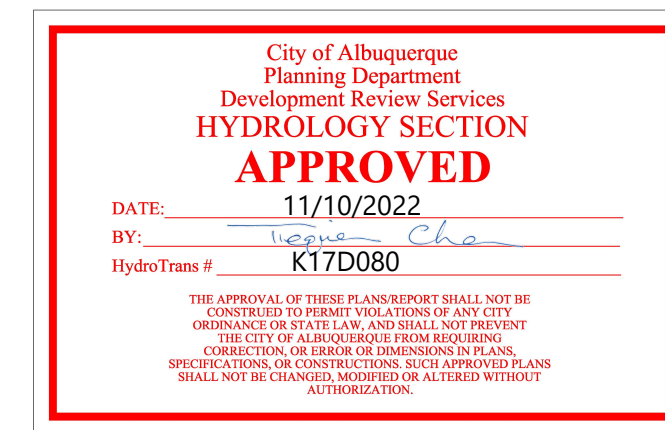 City of Albuquerque
Planning Department
Development Review Services
HYDROLOGY SECTION
APPROVED
DATE: 11/10/2022
BY:
HydroTrans # K17D080
THE APPROVAL OF THESE PLANS/REPORT SHALL NOT BE
CONSTRUED TO PERMIT VIOLATIONS OF ANY CITY
ORDINANCE OR STATE LAW, AND SHALL NOT PREVENT
THE CITY OF ALBUQUERQUE FROM REQUIRING
CORRECTION, OR ERROR OR DIMENSIONS IN PLANS,
SPECIFICATIONS, OR CONSTRUCTIONS. SUCH APPROVED PLANS
SHALL NOT BE CHANGED, MODIFIED OR ALTERED WITHOUT
AUTHORIZATION.